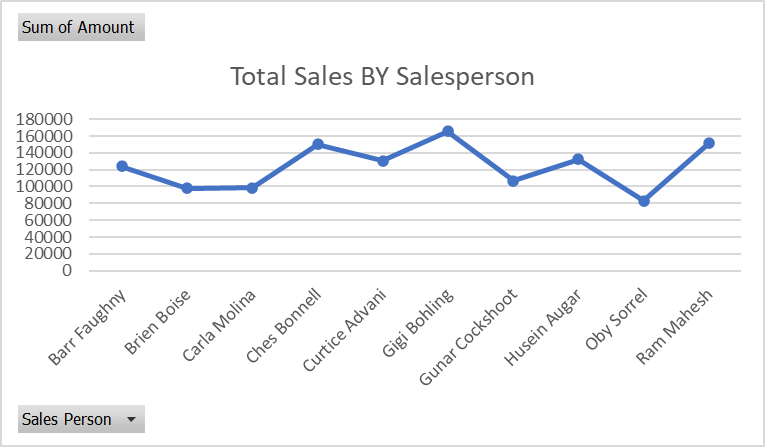 Sum of Amount
Total Sales BY Salesperson
180000
160000
140000
120000
100000
80000
60000
40000
20000
0
Barr Faughny
Brien Boise
Carla Molina
Ches Bonnell
Curtice Advani
Gigi Bohling
Gunar Cockshoot
Husein Augar
Oby Sorrel
Ram Mahesh
Sales Person